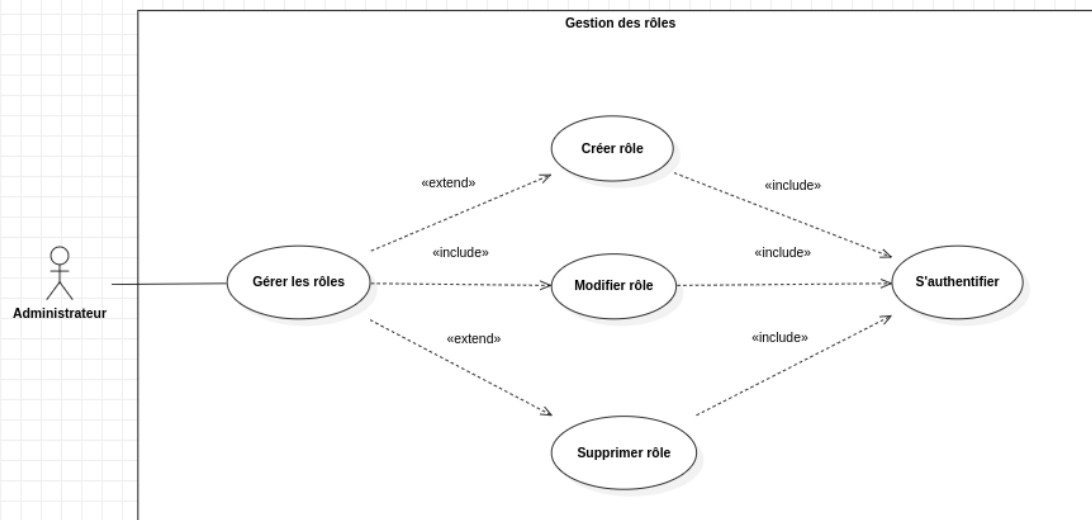 Gestion des rôles
Créer rôle
«extend»
«include»
«include»
«include»
Gérer les rôles
Modifier rôle
S'authentifier
Administrateur
«extend»
«include»
Supprimer rôle